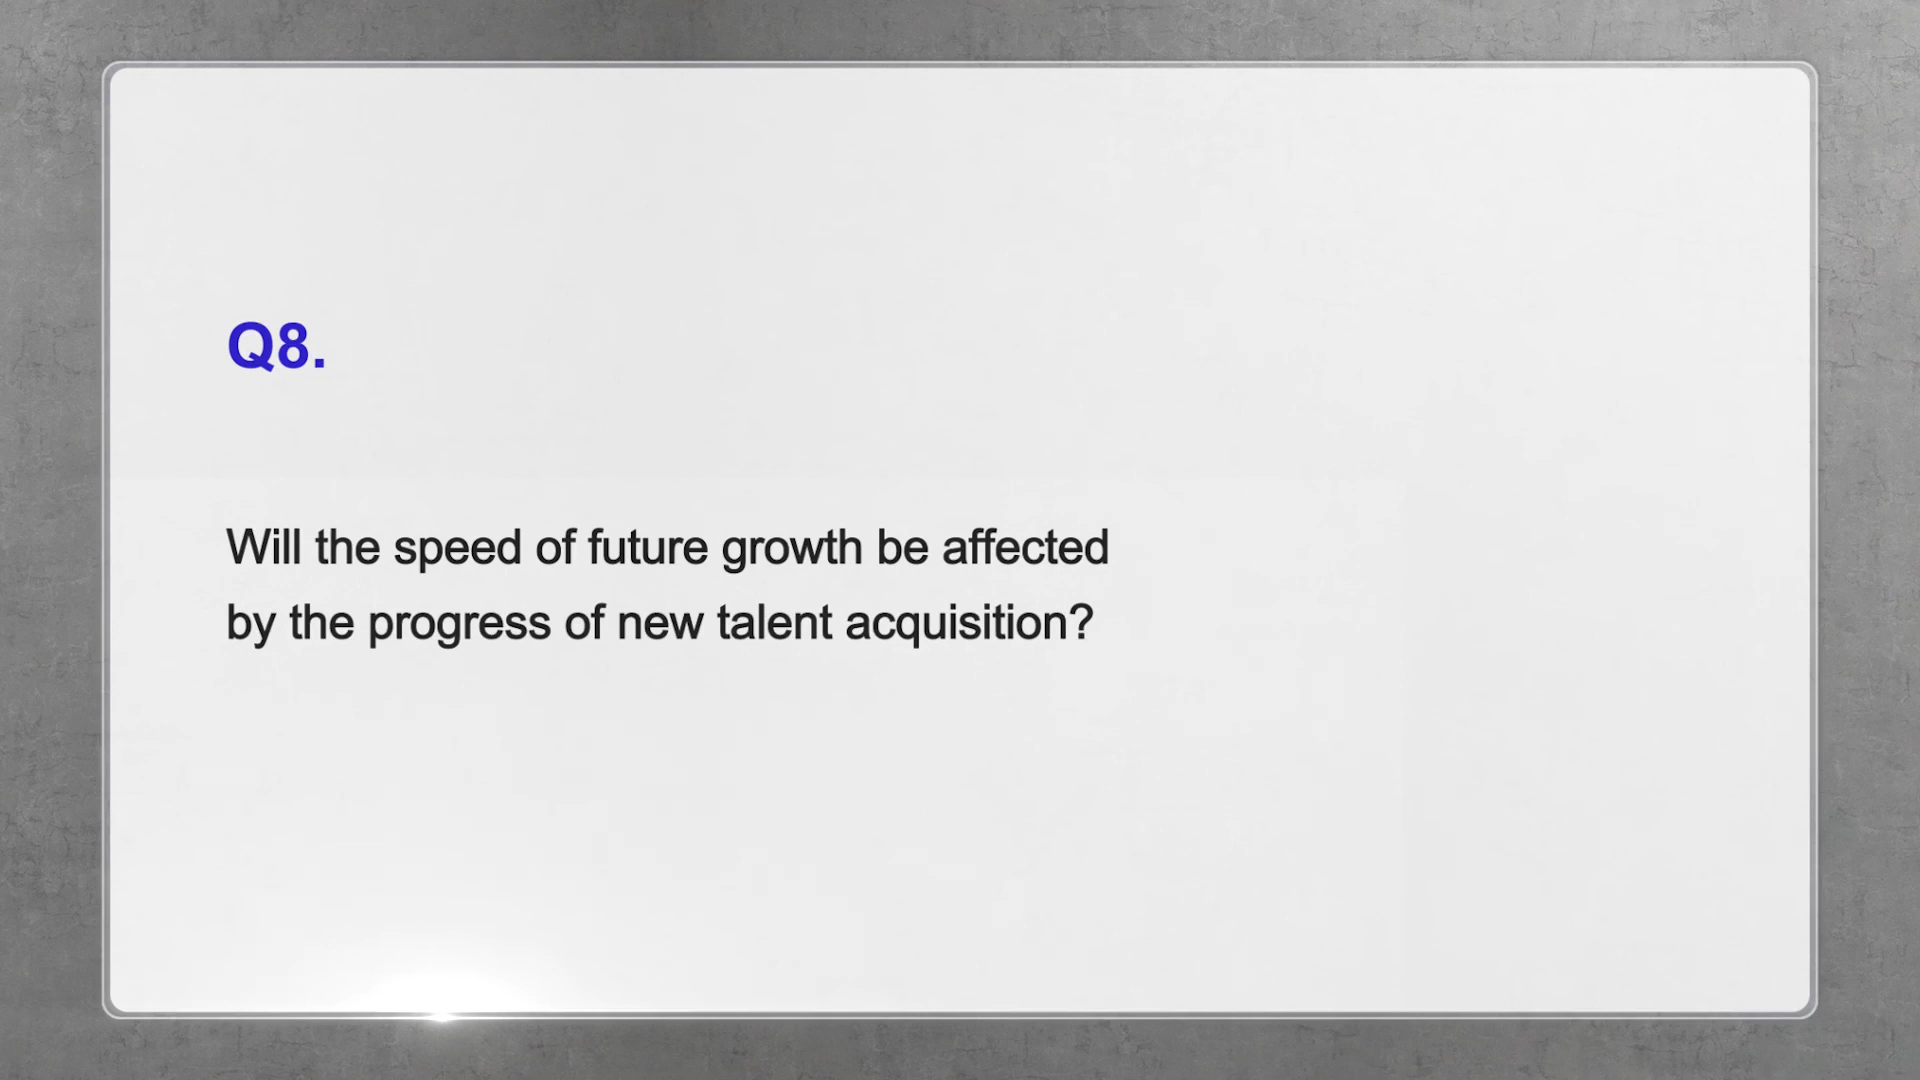 Q8.
Will the speed of future growth be affected
by the progress of new talent acquisition?